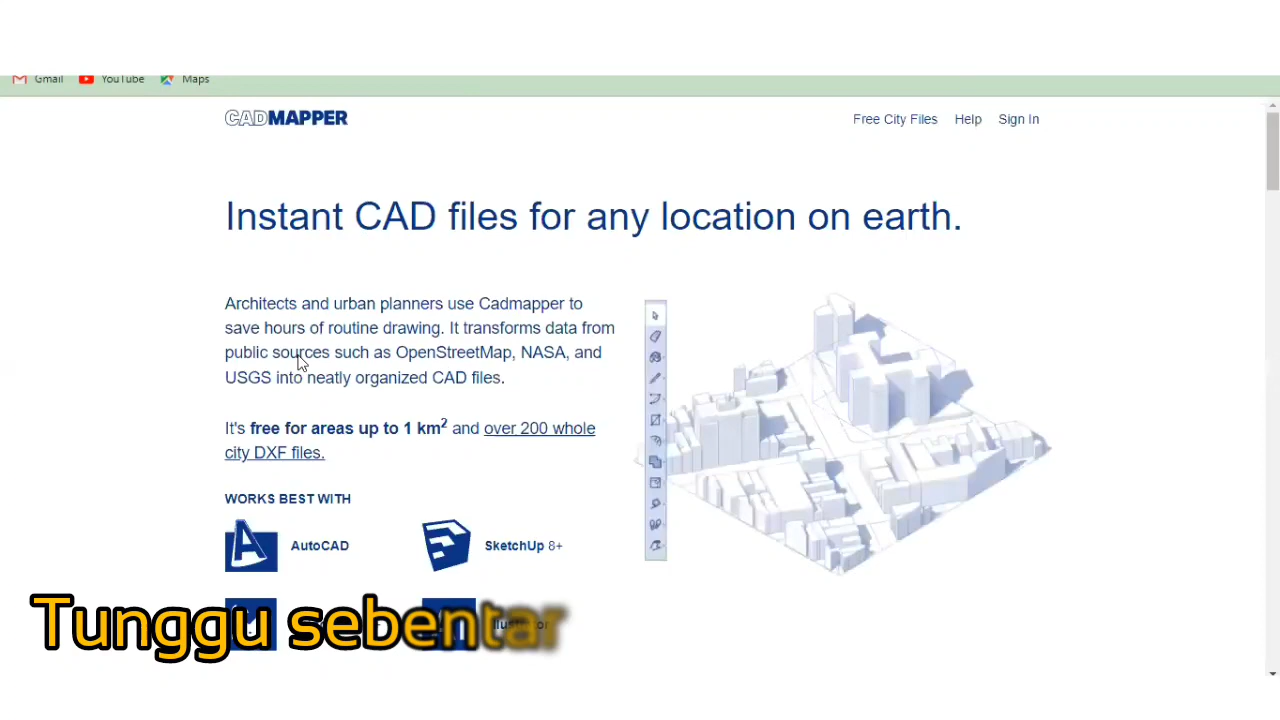 Gmail YouTube Maps
CADMAPPER
Free City Files Help Sign In
Instant CAD files for any location on earth.
Architects and urban planners use Cadmapper to
save hours of routine drawing. It transforms data from
public sources such as OpenStreetMap, NASA, and
USGS into neatly organized CAD files.
It's free for areas up to 1 km² and over 200 whole
city DXF files.
WORKS BEST WITH
AutoCAD
SketchUp 8+
Tunggu sebentar